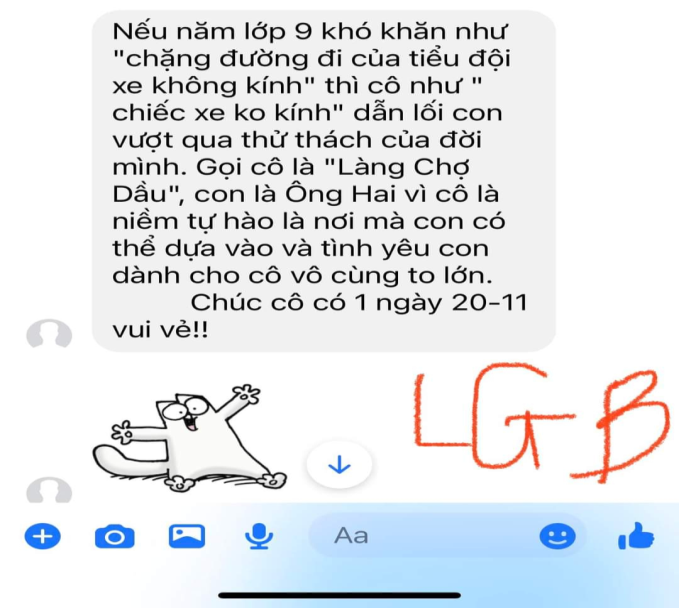 Nếu năm lớp 9 khó khăn như
"chặng đường đi của tiểu đội
xe không kính" thì cô như "
chiếc xe ko kính" dẫn lối con
vượt qua thử thách của đời
mình. Gọi cô là "Làng Chợ
Dầu", con là Ông Hai vì cô là
niềm tự hào là nơi mà con có
thể dựa vào và tình yêu con
dành cho cô vô cùng to lớn.
Chúc cô có 1 ngày 20-11
vui vẻ!!
LGB
Aa